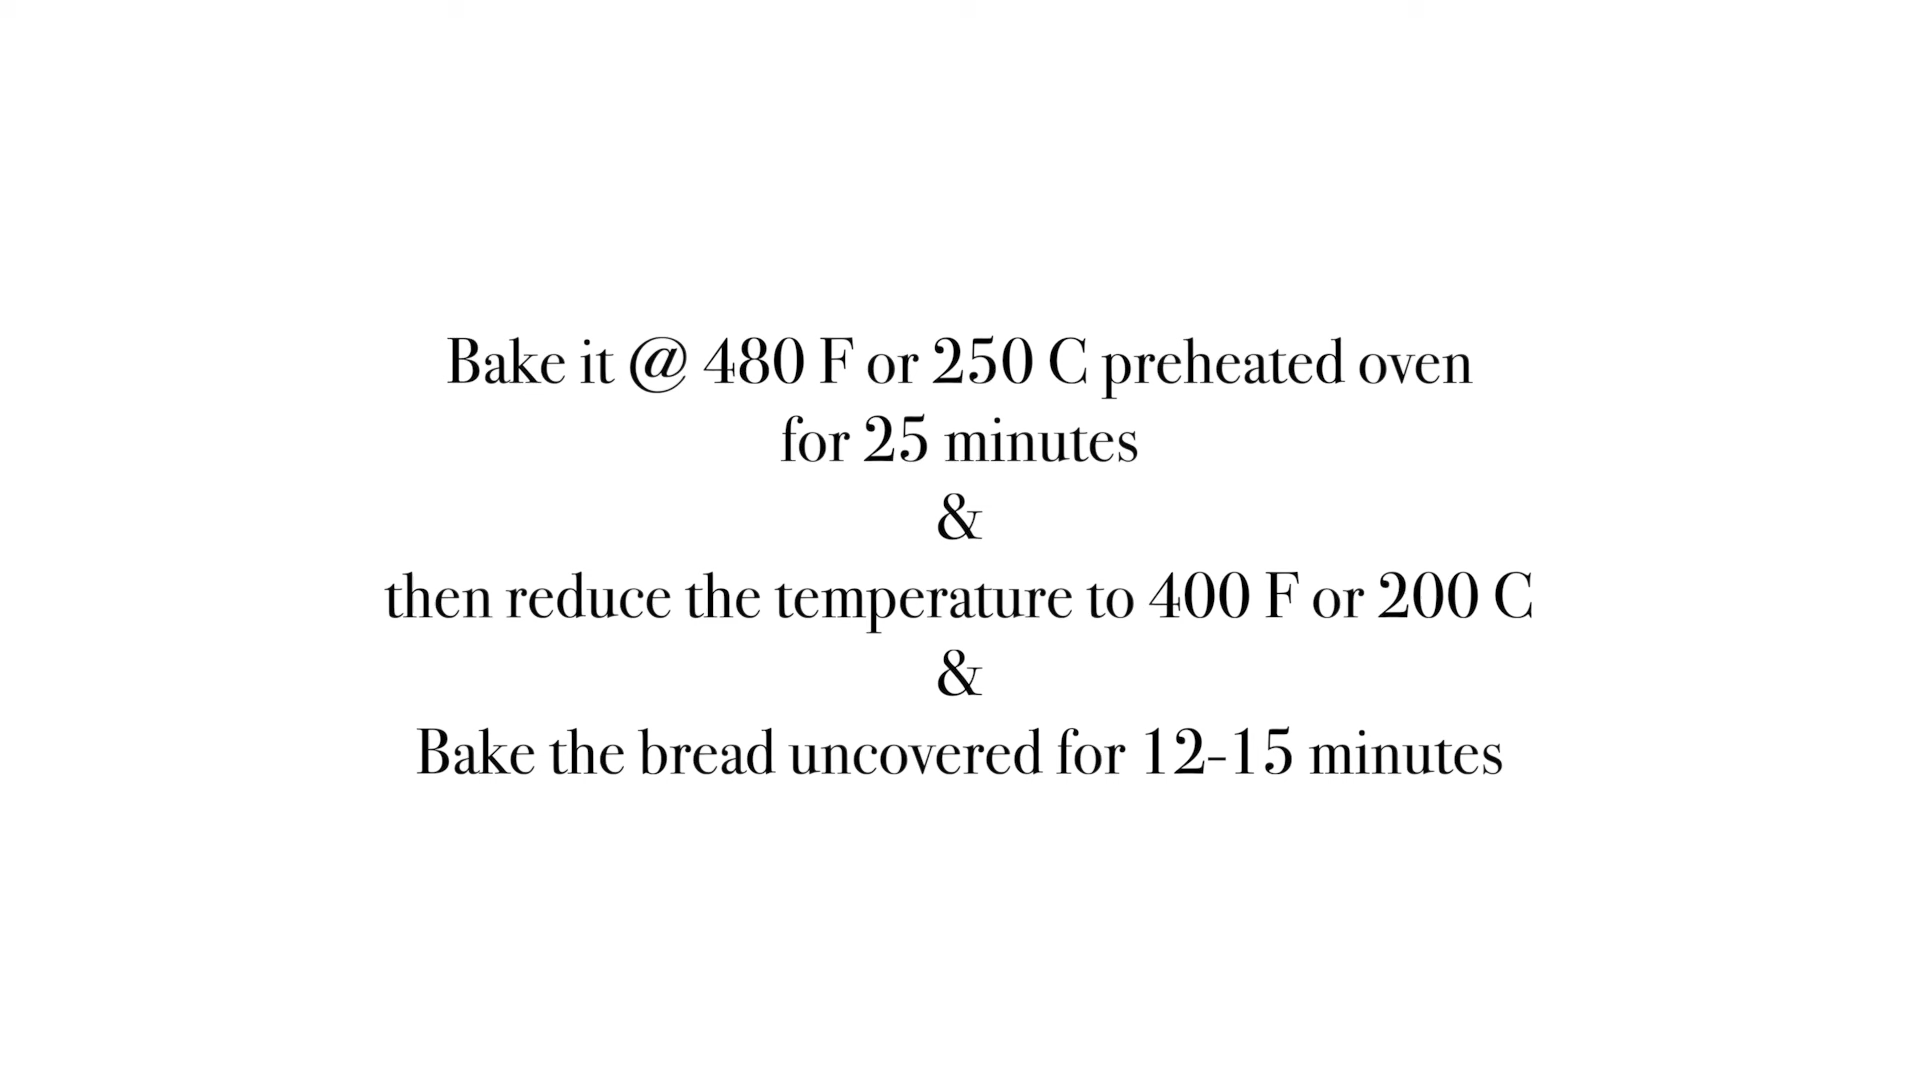 Bake it @ 480 F or 250 C preheated oven
for 25 minutes
&
then reduce the temperature to 400 F or 200 C
&
Bake the bread uncovered for 12-15 minutes